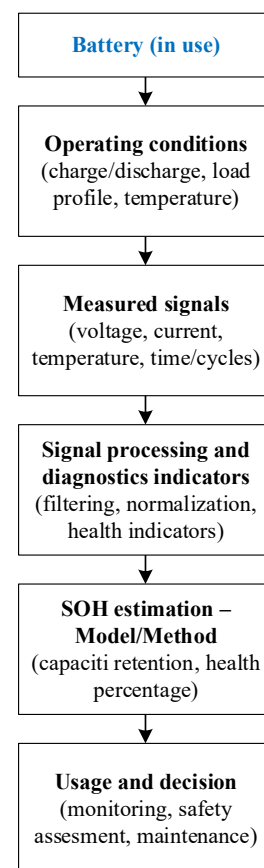 Battery (in use)
Operating conditions
(charge/discharge, load
profile, temperature)
Measured signals
(voltage, current,
temperature, time/cycles)
Signal processing and
diagnostics indicators
(filtering, normalization,
health indicators)
SOH estimation –
Model/Method
(capaciti retention, health
percentage)
Usage and decision
(monitoring, safety
assesment, maintenance)